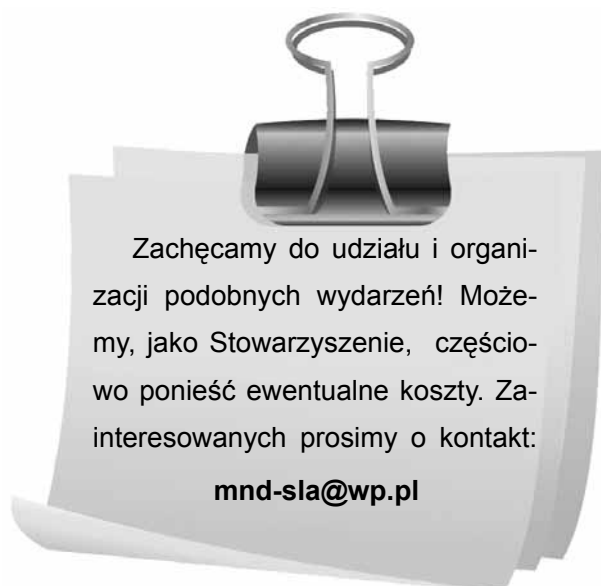 Zachęcamy do udziału i organi-
zacji podobnych wydarzeń! Może-
my, jako Stowarzyszenie, częścio-
wo ponieść ewentualne koszty. Za-
interesowanych prosimy o kontakt:
mnd-sla@wp.pl